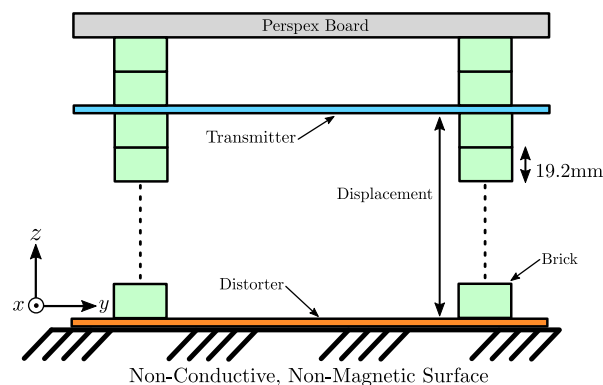 Perspex Board
Transmitter
19.2mm
Displacement
z
Brick
Distorter
x
y
Non-Conductive, Non-Magnetic Surface